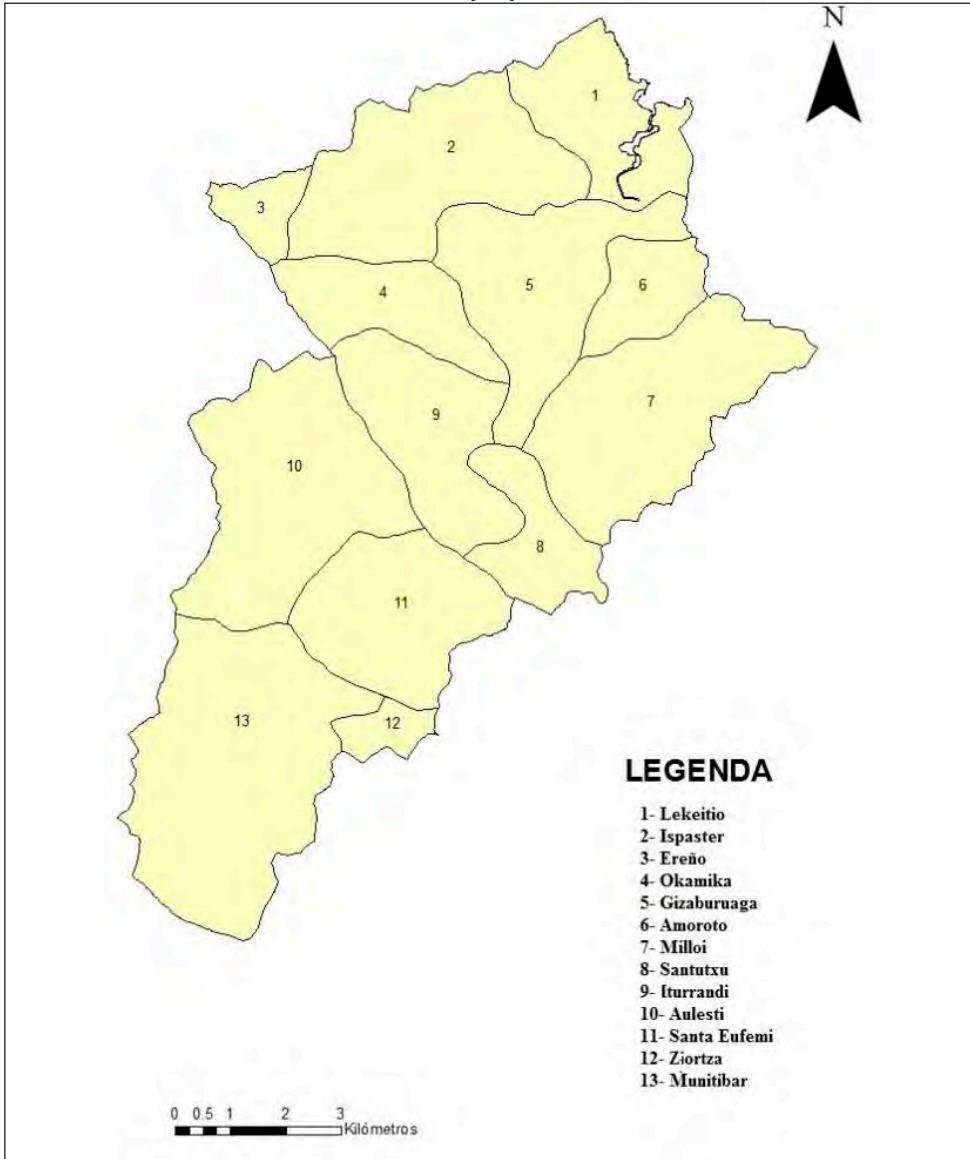 N
1
2
3
4
5
6
7
9
10
8
11
13
12
LEGENDA
1- Lekeitio
2- Ispaster
3- Ereño
4- Okamika
5- Gizaburuaga
6- Amoroto
7- Milloi
8- Santutxu
9- Iturrandi
10- Aulesti
11- Santa Eufemi
12- Ziortza
13- Munitibar
0 0.5 1 2 3
Kilómetros